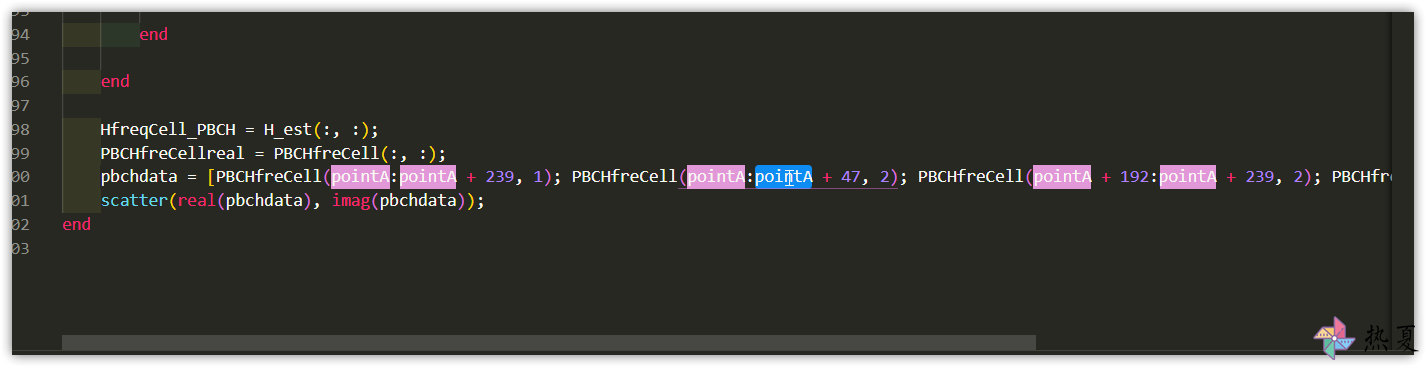 94 end
95
96 end
97
98 HfreqCell_PBCH = H_est(:, :);
99 PBCHfreCellreal = PBCHfreCell(:, :);
00 pbchdata = [PBCHfreCell(pointA:pointA + 239, 1); PBCHfreCell(pointA:pointA + 47, 2); PBCHfreCell(pointA + 192:pointA + 239, 2); PBCHfre
01 scatter(real(pbchdata), imag(pbchdata));
02 end
03
热夏